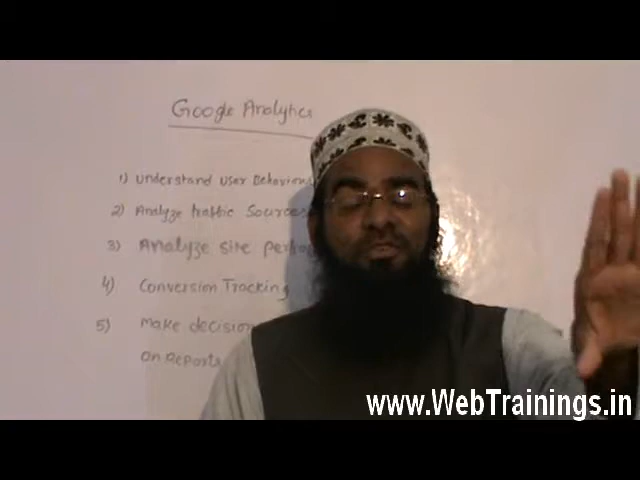 Google Analytics
1) Understand User Behaviour
2) Analyze traffic Sources
3) Analyze site
4) Conversion Tracking
5) Make decision
on Reports
www.WebTrainings.in